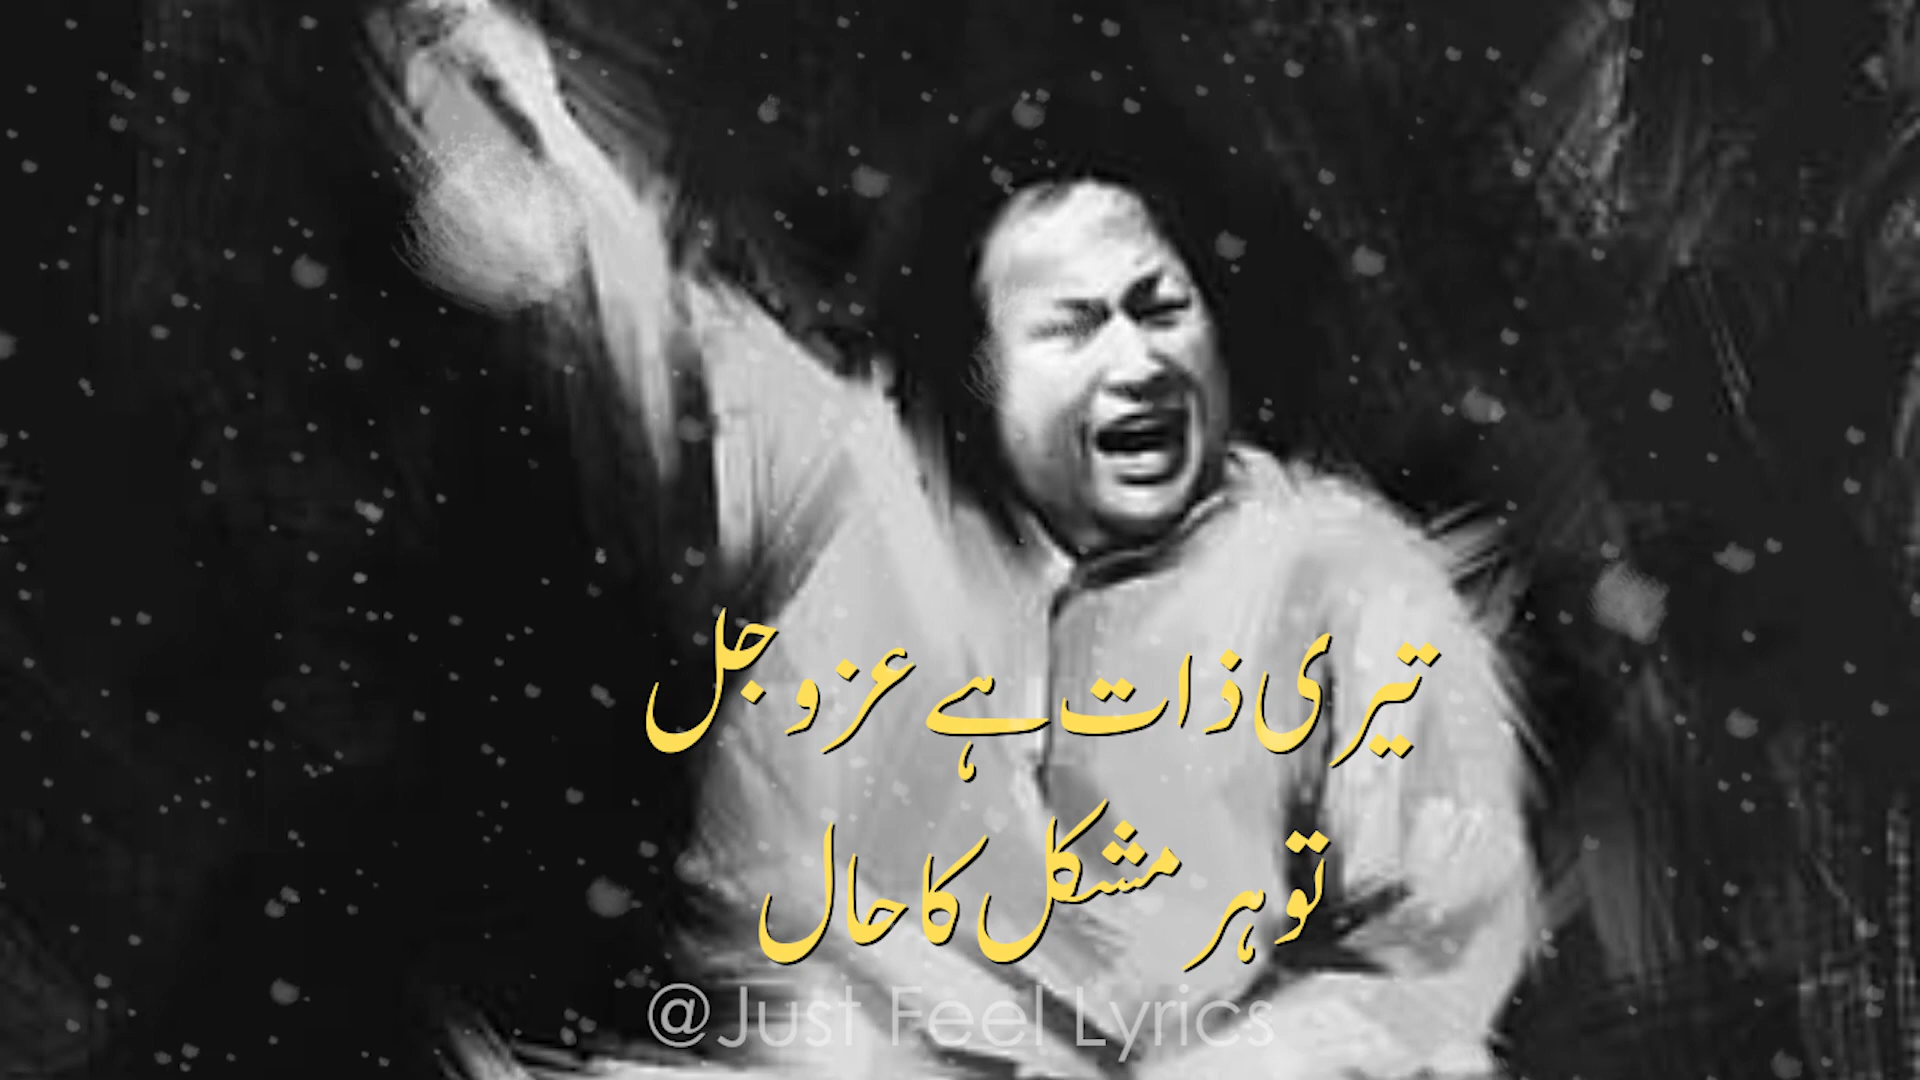 تیری ذات ہے عزوجل
تو ہر مشکل کا حال
@Just Feel Lyrics